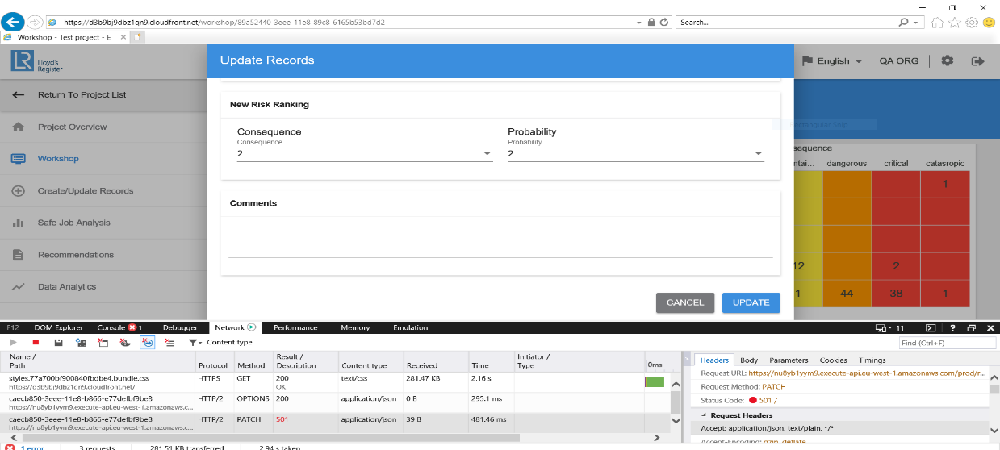 https://d3b9bj9dbz1qn9.cloudfront.net/workshop/89a52440-3eee-11e8-89c8-6165b53bd7d2
Search...
Workshop - Test project - E
LR
Lloyd's
Register
Update Records
English
QA ORG
Return To Project List
Project Overview
Workshop
Create/Update Records
Safe Job Analysis
Recommendations
Data Analytics
New Risk Ranking
Consequence
Consequence
2
Probability
Probability
2
Comments
CANCEL
UPDATE
Rectangular Snip
sequence
ntai... dangerous critical catasropic
1
12 2
1 44 38 1
F12 DOM Explorer Console 1 Debugger Network Performance Memory Emulation 11 ?
Content type
Find (Ctrl+F)
Name / Path Protocol Method Result / Description Content type Received Time Initiator / Type 0ms
styles.77a700bf900840fbdbe4.bundle.css HTTPS GET 200 text/css 281.47 KB 2.16 s
https://d3b9bj9dbz1qn9.cloudfront.net/ OK
caecb850-3eee-11e8-b866-e77defbf9be8 HTTP/2 OPTIONS 200 application/json 0 B 295.1 ms
https://nu8yb1yym9.execute-api.eu-west-1.amazonaws.c...
caecb850-3eee-11e8-b866-e77defbf9be8 HTTP/2 PATCH 501 application/json 39 B 481.46 ms
https://nu8yb1yym9.execute-api.eu-west-1.amazonaws.c...
1 error 3 requests 281.51 KB transferred 2.94 s taken
Headers Body Parameters Cookies Timings
Request URL: https://nu8yb1yym9.execute-api.eu-west-1.amazonaws.com/prod/r...
Request Method: PATCH
Status Code: 501 /
Request Headers
Accept: application/json, text/plain, */*
Accept-Encoding: gzip, deflate